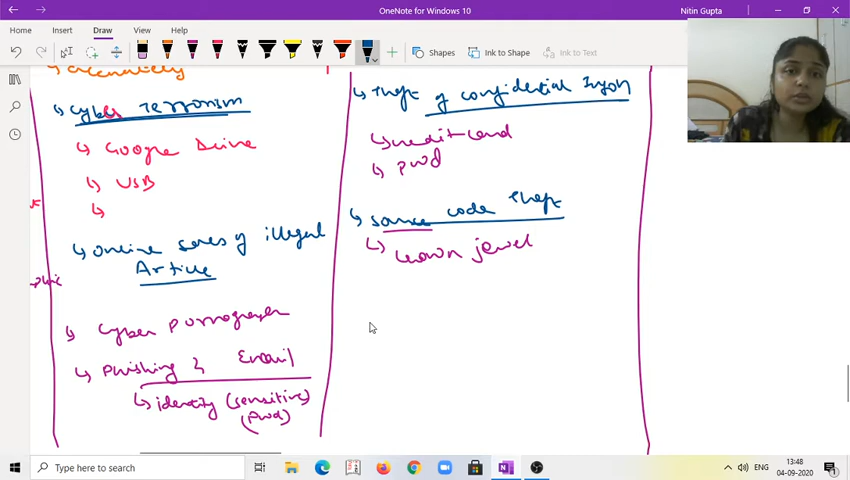 OneNote for Windows 10
Nitin Gupta
Home Insert Draw View Help
Shapes Ink to Shape Ink to Text
accurately
↳ cyber Terrorism
↳ Google Drive
↳ USB
↳ online sales of illegal
Article
↳ cyber Pornography
↳ Phishing & Email
↳ identity (sensitive)
(Pwd)
↳ theft of confidential Infon
↳ credit card
↳ pwd
↳ source code theft
↳ crown jewel
Type here to search
ENG
13:48
04-09-2020